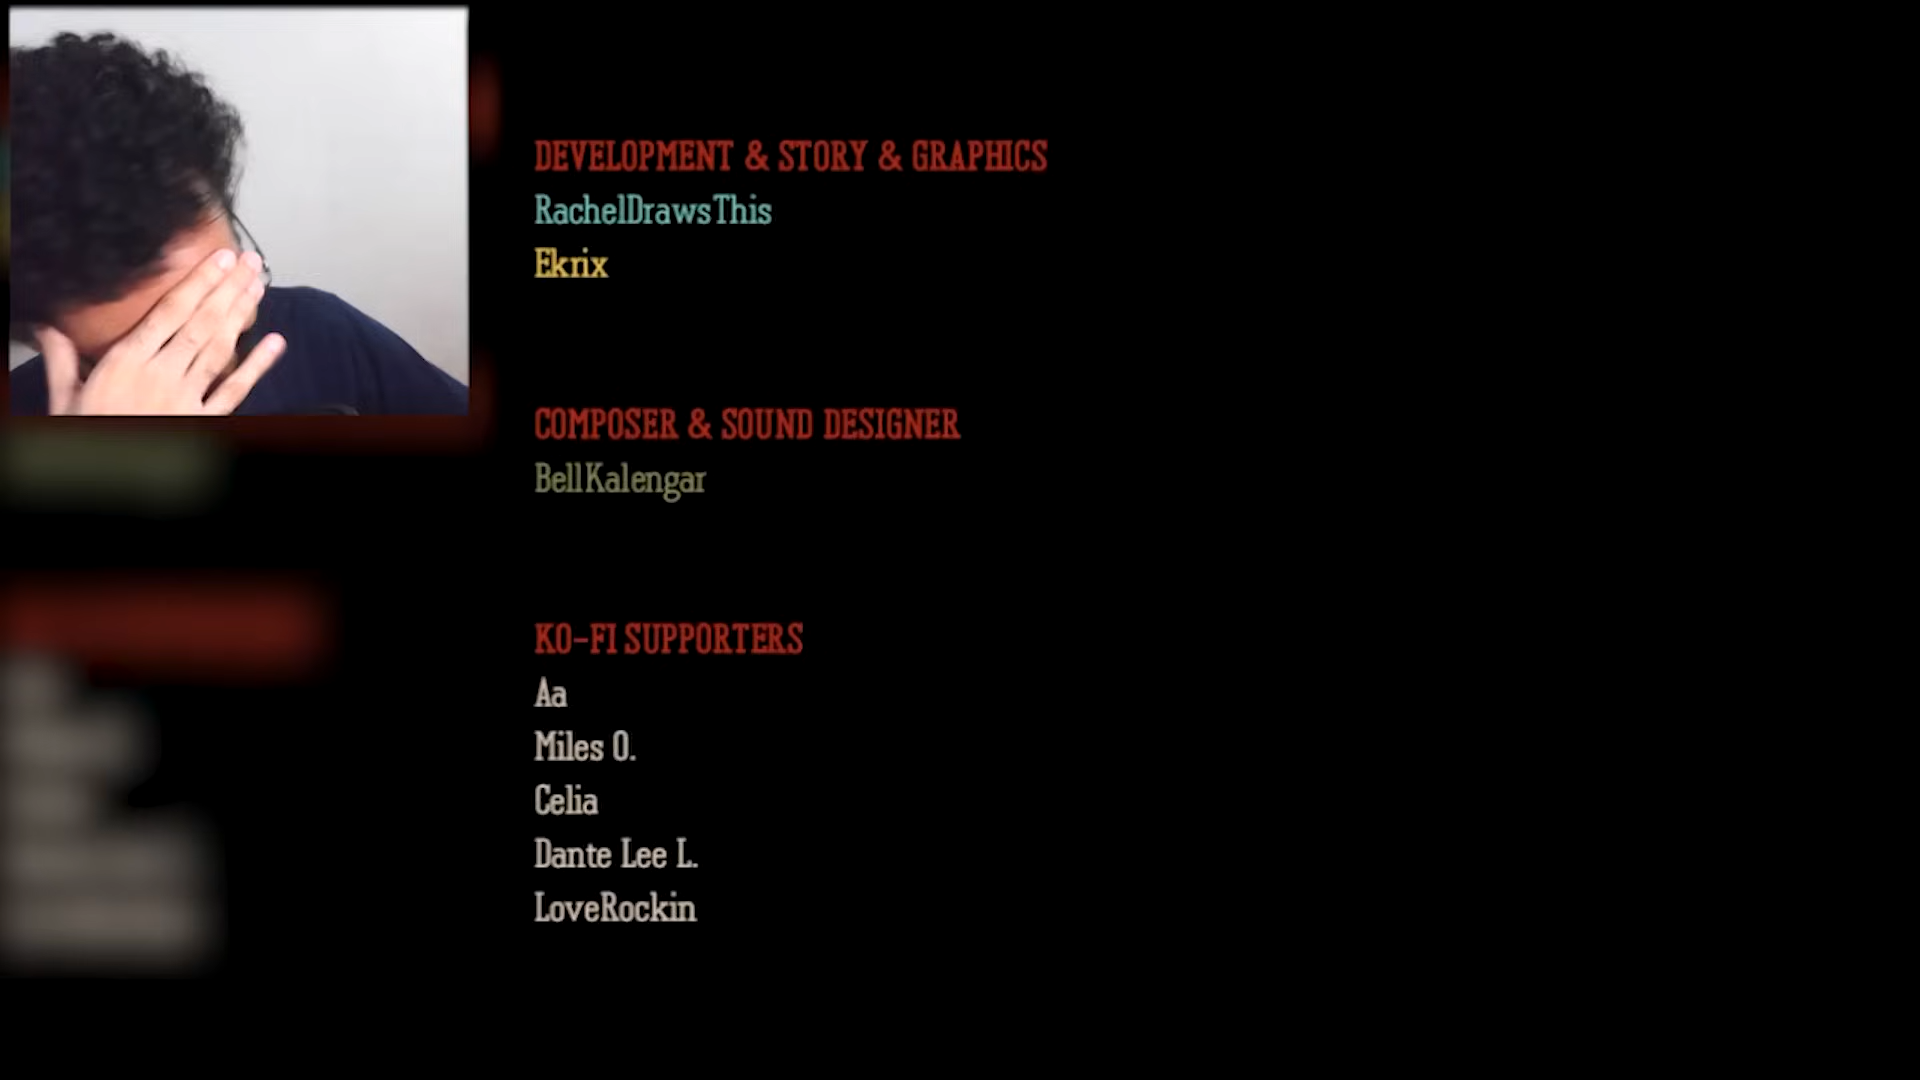 DEVELOPMENT & STORY & GRAPHICS
RachelDrawsThis
Ekrix
COMPOSER & SOUND DESIGNER
BellKalengar
KO-FI SUPPORTERS
Aa
Miles O.
Celia
Dante Lee L.
LoveRockin